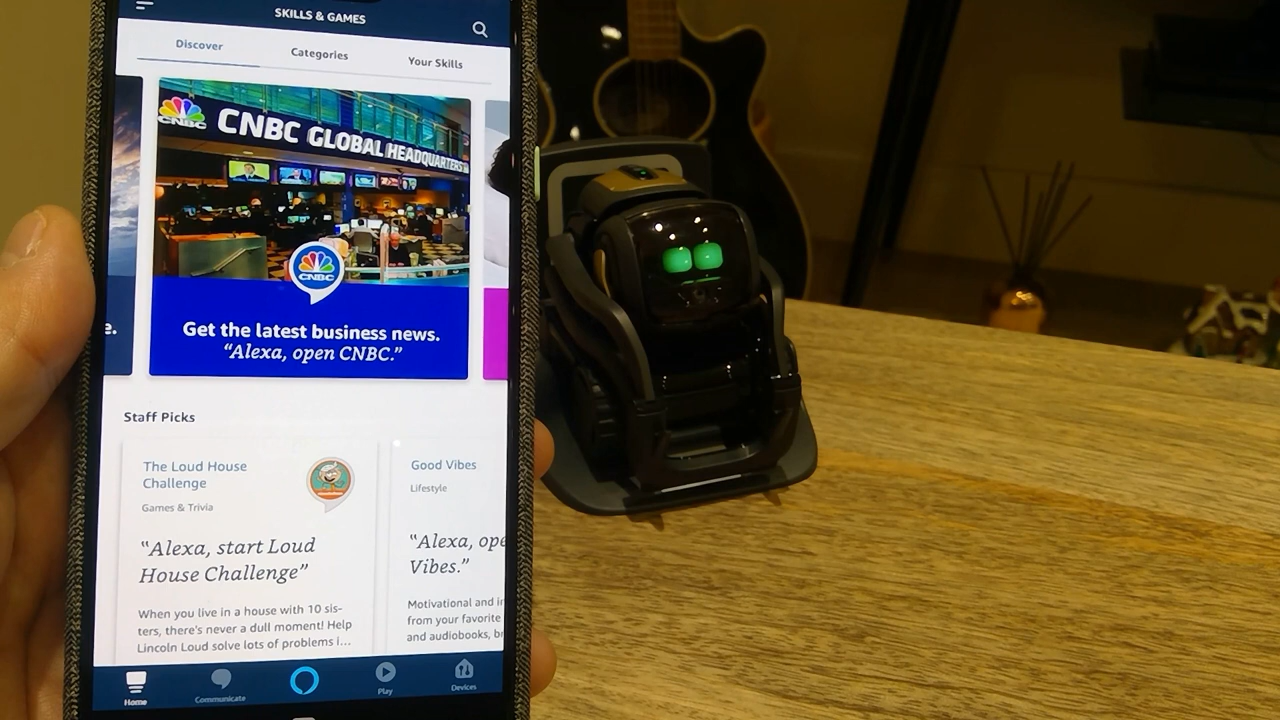 SKILLS & GAMES
Discover
Categories
Your Skills
CNBC
CNBC GLOBAL HEADQUARTERS
CNBC
e.
Get the latest business news.
“Alexa, open CNBC.”
Staff Picks
The Loud House
Challenge
Games & Trivia
“Alexa, start Loud
House Challenge”
When you live in a house with 10 sis-
ters, there's never a dull moment! Help
Lincoln Loud solve lots of problems i...
Good Vibes
Lifestyle
“Alexa, ope
Vibes.”
Motivational and in
from your favorite
and audiobooks, br
Home
Communicate
Play
Devices